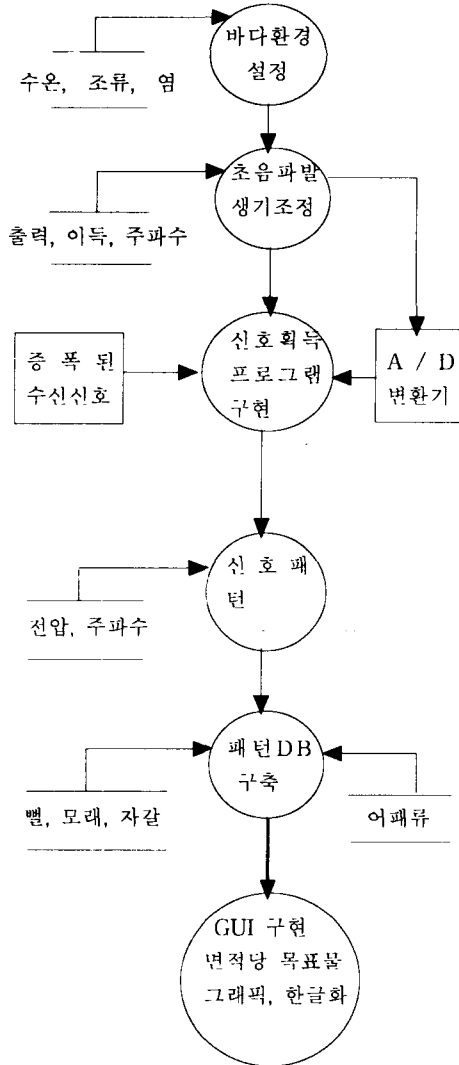 바다환경
설정
수온, 조류, 염
초음파발
생기조정
출력, 이득, 주파수
신호획득
프로그램
구현
증 폭 된
수신신호
A / D
변환기
신 호 패
턴
전압, 주파수
패턴DB
구축
뻘, 모래, 자갈
어패류
GUI 구현
면적당 목표물
그래픽, 한글화